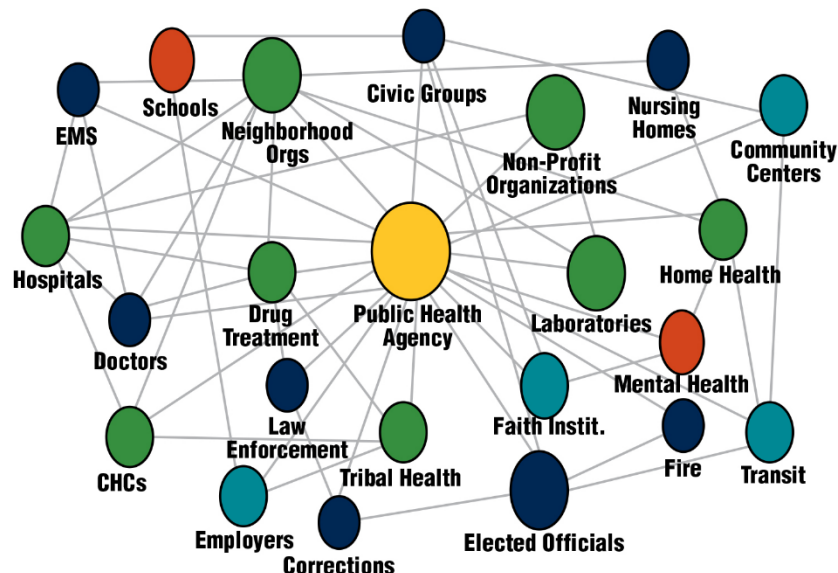 Civic Groups
Schools
EMS
Neighborhood
Orgs
Nursing
Homes
Community
Centers
Non-Profit
Organizations
Hospitals
Home Health
Drug
Treatment
Public Health
Agency
Laboratories
Doctors
Mental Health
Law
Enforcement
Faith Instit.
Tribal Health
Fire
Transit
CHCs
Employers
Corrections
Elected Officials